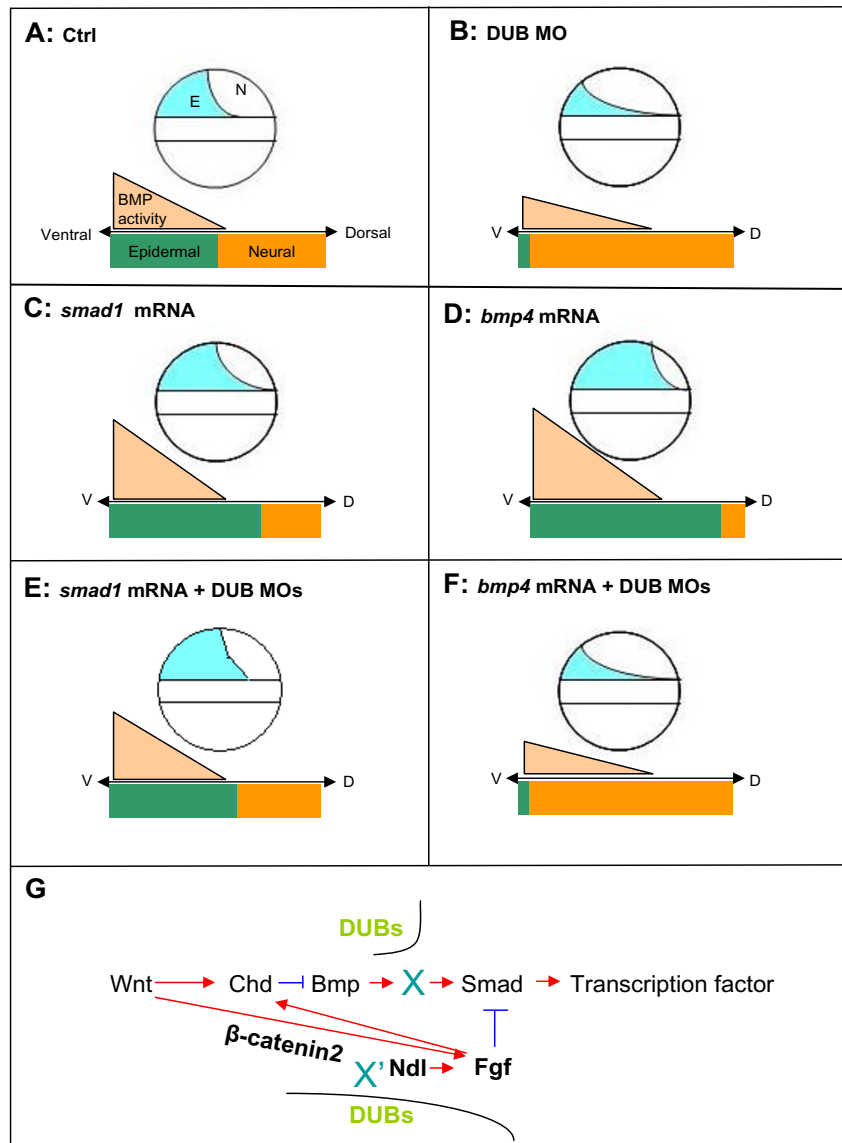 A: Ctrl
E
N
BMP
activity
Ventral
Dorsal
Epidermal
Neural
B: DUB MO
V
D
C: smad1 mRNA
V
D
D: bmp4 mRNA
V
D
E: smad1 mRNA + DUB MOs
V
D
F: bmp4 mRNA + DUB MOs
V
D
G
DUBs
Wnt Chd Bmp X Smad Transcription factor
β-catenin2
X' Ndl Fgf
DUBs